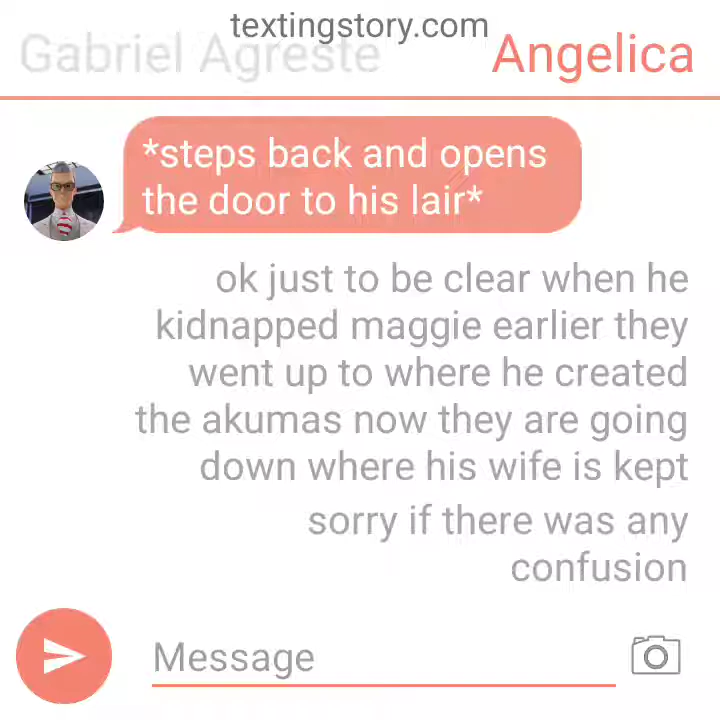 textingstory.com
Gabriel Agreste
Angelica
*steps back and opens
the door to his lair*
ok just to be clear when he
kidnapped maggie earlier they
went up to where he created
the akumas now they are going
down where his wife is kept
sorry if there was any
confusion
Message